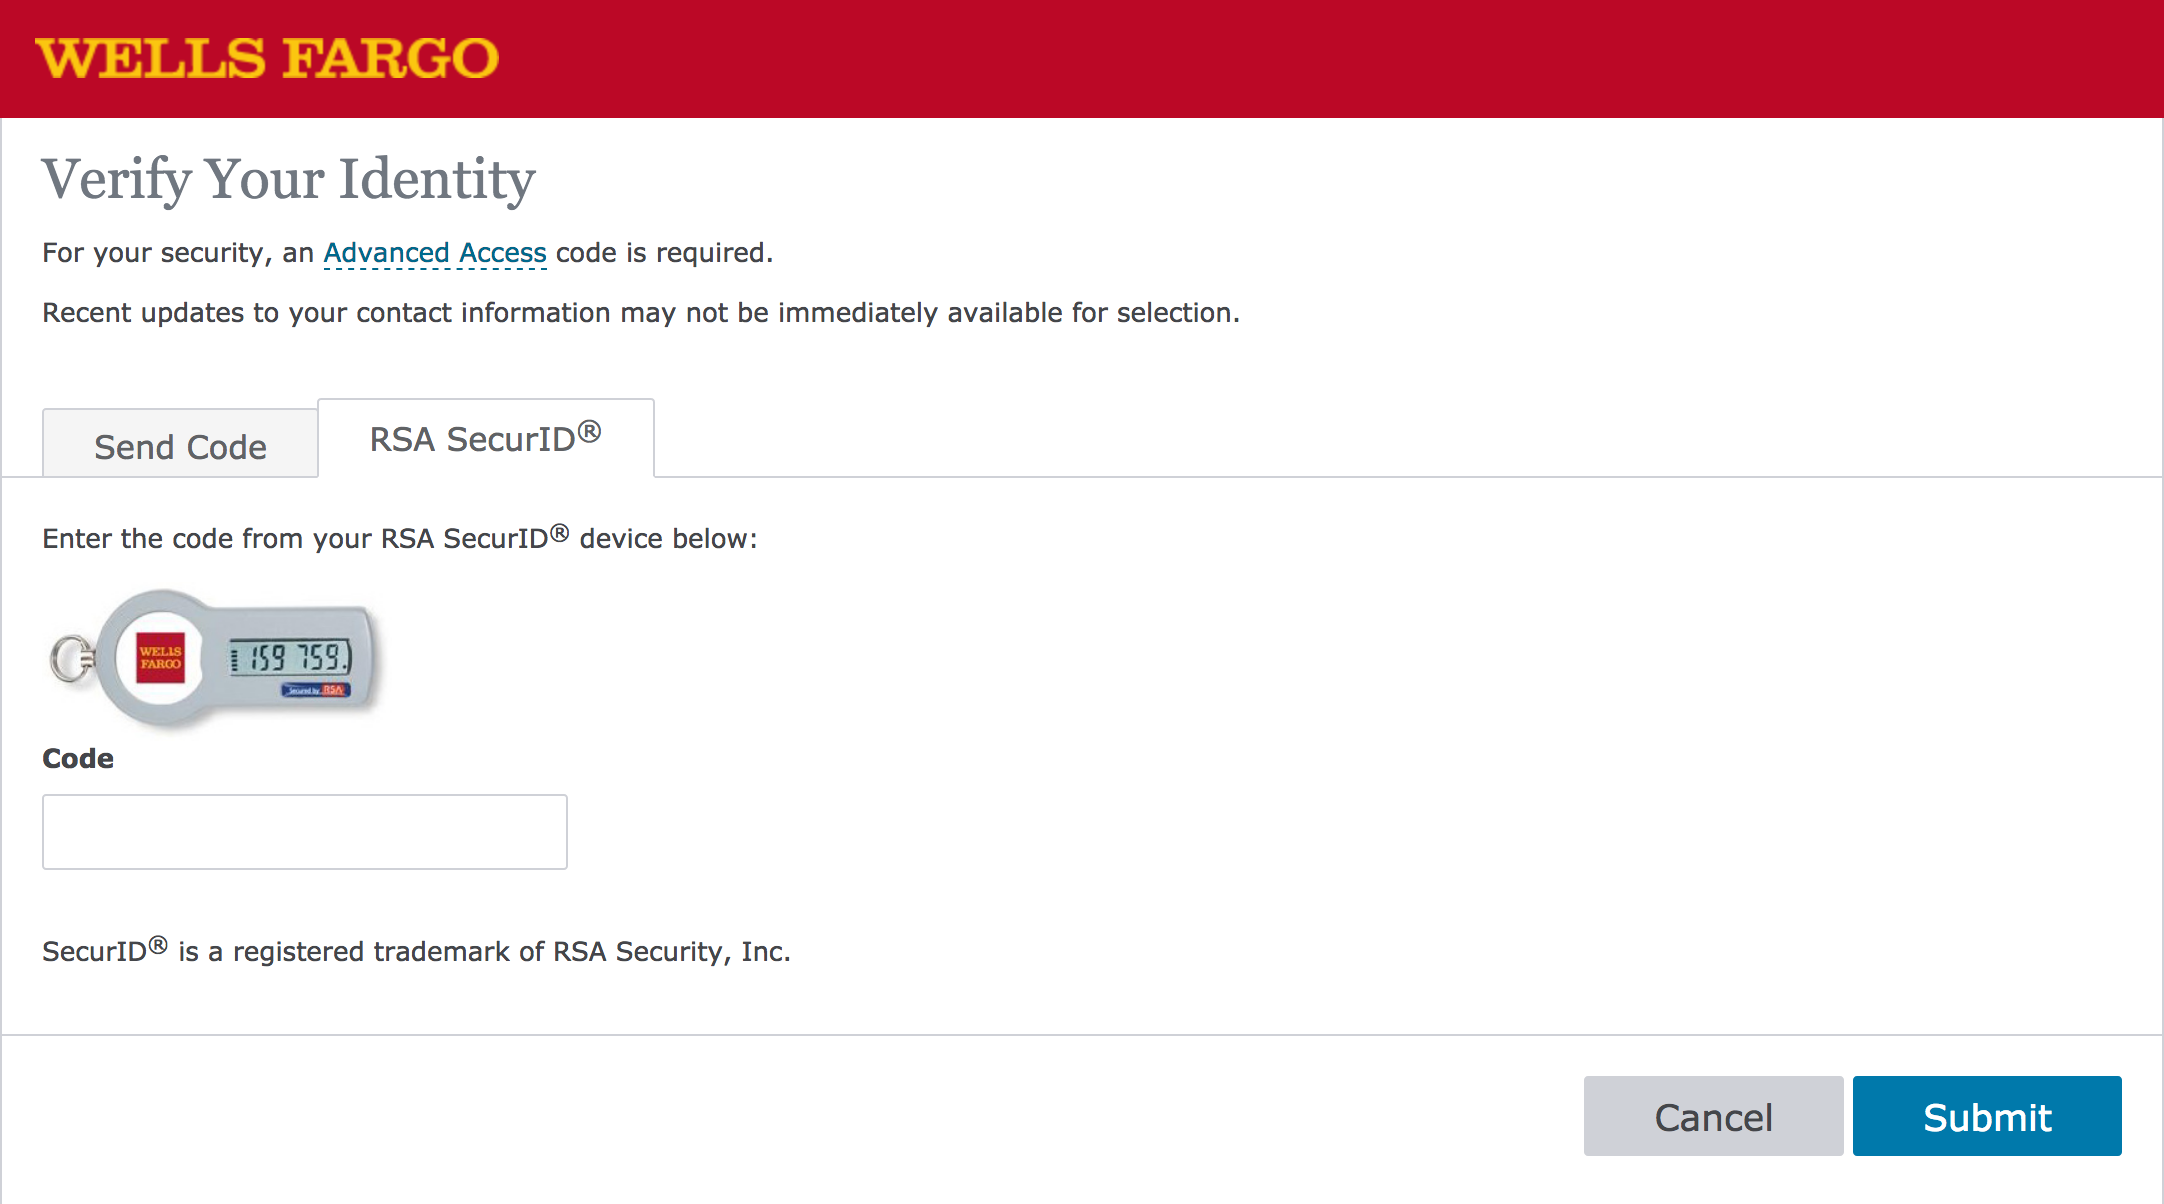 WELLS FARGO
Verify Your Identity
For your security, an Advanced Access code is required.
Recent updates to your contact information may not be immediately available for selection.
Send Code
RSA SecurID®
Enter the code from your RSA SecurID® device below:
WELLS
FARGO
159 759.
Secured by RSA
Code
SecurID® is a registered trademark of RSA Security, Inc.
Cancel
Submit